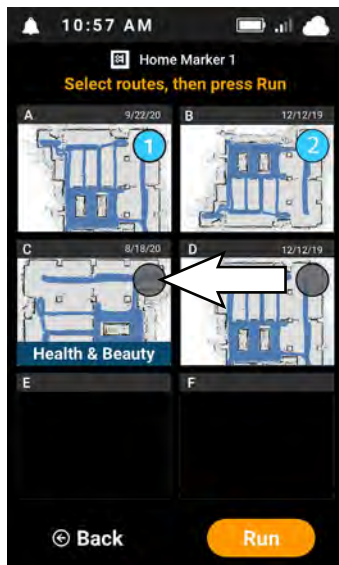 10:57 AM
Home Marker 1
Select routes, then press Run
A 9/22/20
B 12/12/19
1
2
C 8/18/20
D 12/12/19
Health & Beauty
E
F
Back
Run